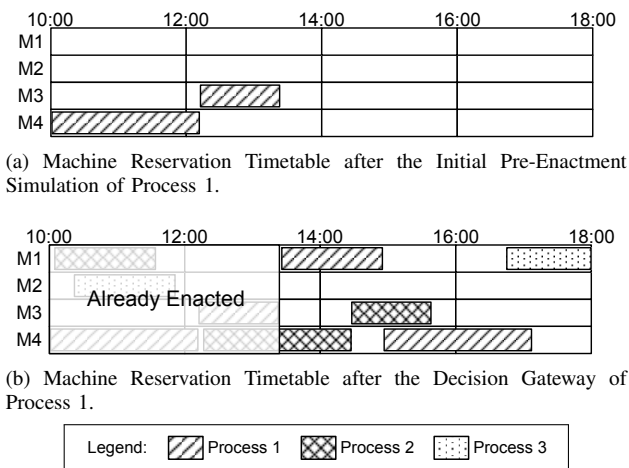 10:00 12:00 14:00 16:00 18:00
M1
M2
M3
M4
(a) Machine Reservation Timetable after the Initial Pre-Enactment
Simulation of Process 1.
10:00 12:00 14:00 16:00 18:00
M1
M2
Already Enacted
M3
M4
(b) Machine Reservation Timetable after the Decision Gateway of
Process 1.
Legend: Process 1 Process 2 Process 3